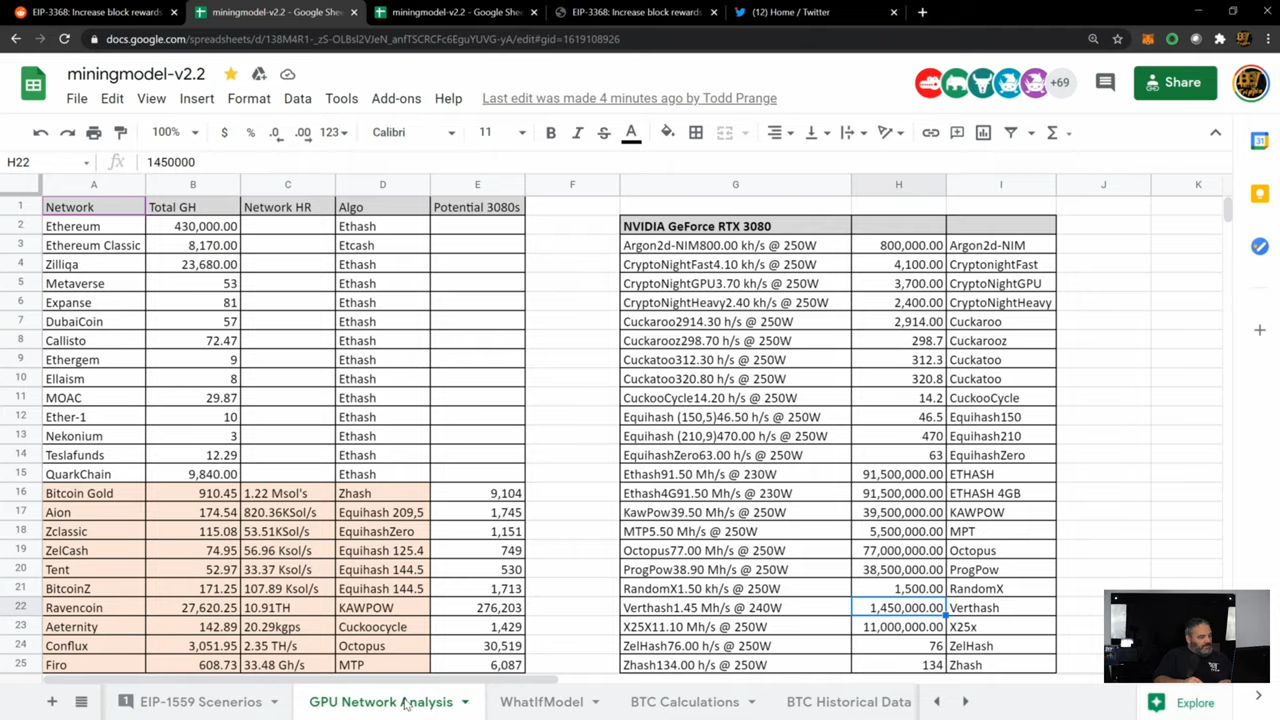 EIP-3368: Increase block rewards
miningmodel-v2.2 - Google Shee
miningmodel-v2.2 - Google Shee
EIP-3368: Increase block rewards
(12) Home / Twitter
docs.google.com/spreadsheets/d/138M4R1-_zS-OLBsI2VJeN_anfTSCRCFc6EguYUVG-yA/edit#gid=1619108926
miningmodel-v2.2
+69
Share
File Edit View Insert Format Data Tools Add-ons Help Last edit was made 4 minutes ago by Todd Prange
100% $ % .0 .00 123 Calibri 11 B I S A
H22 fx 1450000
A B C D E F G H I J K
1 Network Total GH Network HR Algo Potential 3080s
2 Ethereum 430,000.00 Ethash NVIDIA GeForce RTX 3080
3 Ethereum Classic 8,170.00 Etcash Argon2d-NIM800.00 kh/s @ 250W 800,000.00 Argon2d-NIM
4 Zilliqa 23,680.00 Ethash CryptoNightFast4.10 kh/s @ 250W 4,100.00 CryptonightFast
5 Metaverse 53 Ethash CryptoNightGPU3.70 kh/s @ 250W 3,700.00 CryptoNightGPU
6 Expanse 81 Ethash CryptoNightHeavy2.40 kh/s @ 250W 2,400.00 CryptoNightHeavy
7 DubaiCoin 57 Ethash Cuckaroo2914.30 h/s @ 250W 2,914.00 Cuckaroo
8 Callisto 72.47 Ethash Cuckarooz298.70 h/s @ 250W 298.7 Cuckarooz
9 Ethergem 9 Ethash Cuckatoo312.30 h/s @ 250W 312.3 Cuckatoo
10 Ellaism 8 Ethash Cuckatoo320.80 h/s @ 250W 320.8 Cuckatoo
11 MOAC 29.87 Ethash CuckooCycle14.20 h/s @ 250W 14.2 CuckooCycle
12 Ether-1 10 Ethash Equihash (150,5)46.50 h/s @ 250W 46.5 Equihash150
13 Nekonium 3 Ethash Equihash (210,9)470.00 h/s @ 250W 470 Equihash210
14 Teslafunds 12.29 Ethash EquihashZero63.00 h/s @ 250W 63 EquihashZero
15 QuarkChain 9,840.00 Ethash Ethash91.50 Mh/s @ 230W 91,500,000.00 ETHASH
16 Bitcoin Gold 910.45 1.22 Msol's Zhash 9,104 Ethash4G91.50 Mh/s @ 230W 91,500,000.00 ETHASH 4GB
17 Aion 174.54 820.36KSol/s Equihash 209,5 1,745 KawPow39.50 Mh/s @ 250W 39,500,000.00 KAWPOW
18 Zclassic 115.08 53.51KSol/s EquihashZero 1,151 MTP5.50 Mh/s @ 250W 5,500,000.00 MPT
19 ZelCash 74.95 56.96 Ksol/s Equihash 125.4 749 Octopus77.00 Mh/s @ 250W 77,000,000.00 Octopus
20 Tent 52.97 33.37 Ksol/s Equihash 144.5 530 ProgPow38.90 Mh/s @ 250W 38,500,000.00 ProgPow
21 BitcoinZ 171.25 107.89 KSol/s Equihash 144.5 1,713 RandomX1.50 kh/s @ 250W 1,500.00 RandomX
22 Ravencoin 27,620.25 10.91TH KAWPOW 276,203 Verthash1.45 Mh/s @ 240W 1,450,000.00 Verthash
23 Aeternity 142.89 20.29kgps Cuckoocycle 1,429 X25X11.10 Mh/s @ 250W 11,000,000.00 X25x
24 Conflux 3,051.95 2.35 TH/s Octopus 30,519 ZelHash76.00 h/s @ 250W 76 ZelHash
25 Firo 608.73 33.48 Gh/s MTP 6,087 Zhash134.00 h/s @ 250W 134 Zhash
1 EIP-1559 Scenerios GPU Network Analysis WhatIfModel BTC Calculations BTC Historical Data Explore